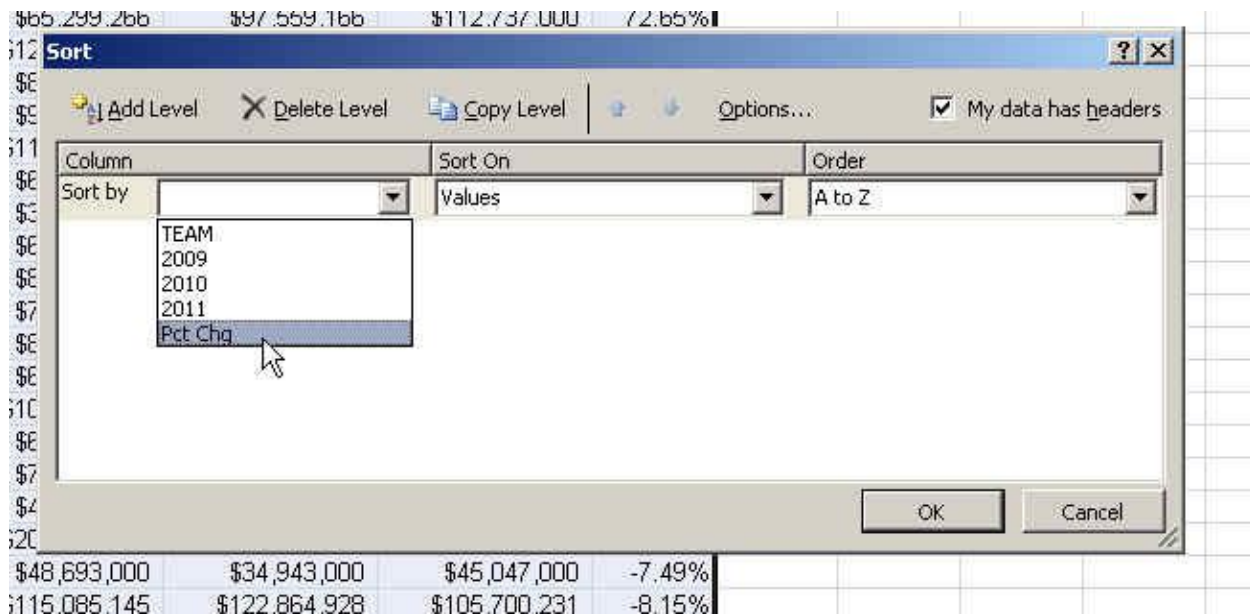 $65,299,266 $97,559,166 $112,737,000 72.65%
Sort
Add Level Delete Level Copy Level Options... My data has headers
Column Sort On Order
Sort by Values A to Z
TEAM
2009
2010
2011
Pct Chg
OK Cancel
$48,693,000 $34,943,000 $45,047,000 -7.49%
$115,085,145 $122,864,928 $105,700,231 -8.15%